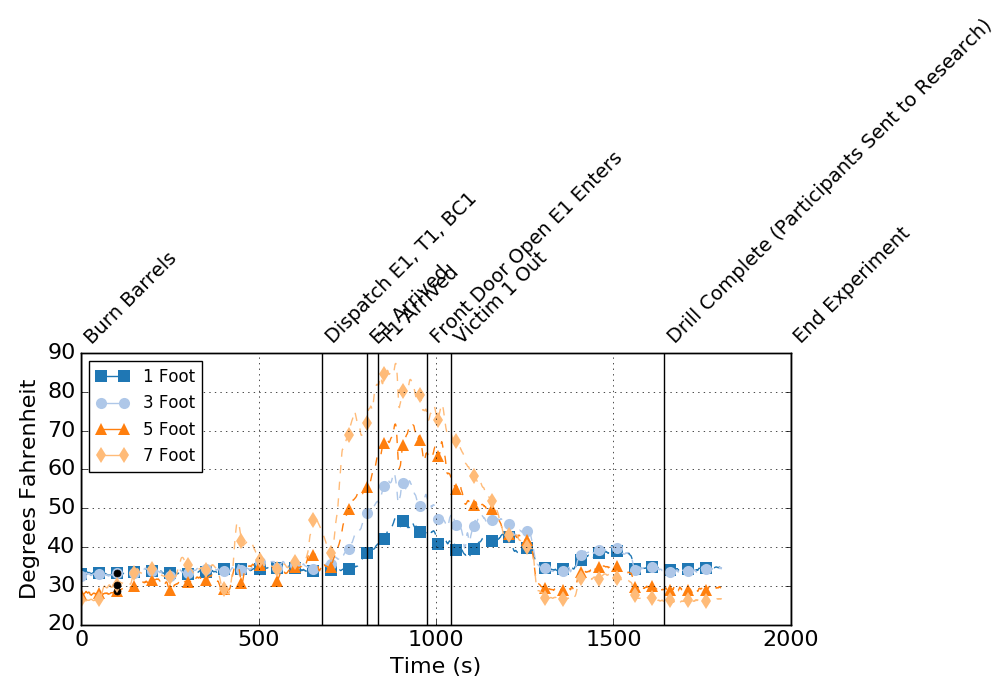 Burn Barrels
Dispatch E1, T1, BC1
E1 Arrived
T1 Arrived
Front Door Open E1 Enters
Victim 1 Out
Drill Complete (Participants Sent to Research)
End Experiment
90
80
70
60
50
40
30
20
Degrees Fahrenheit
1 Foot
3 Foot
5 Foot
7 Foot
0 500 1000 1500 2000
Time (s)